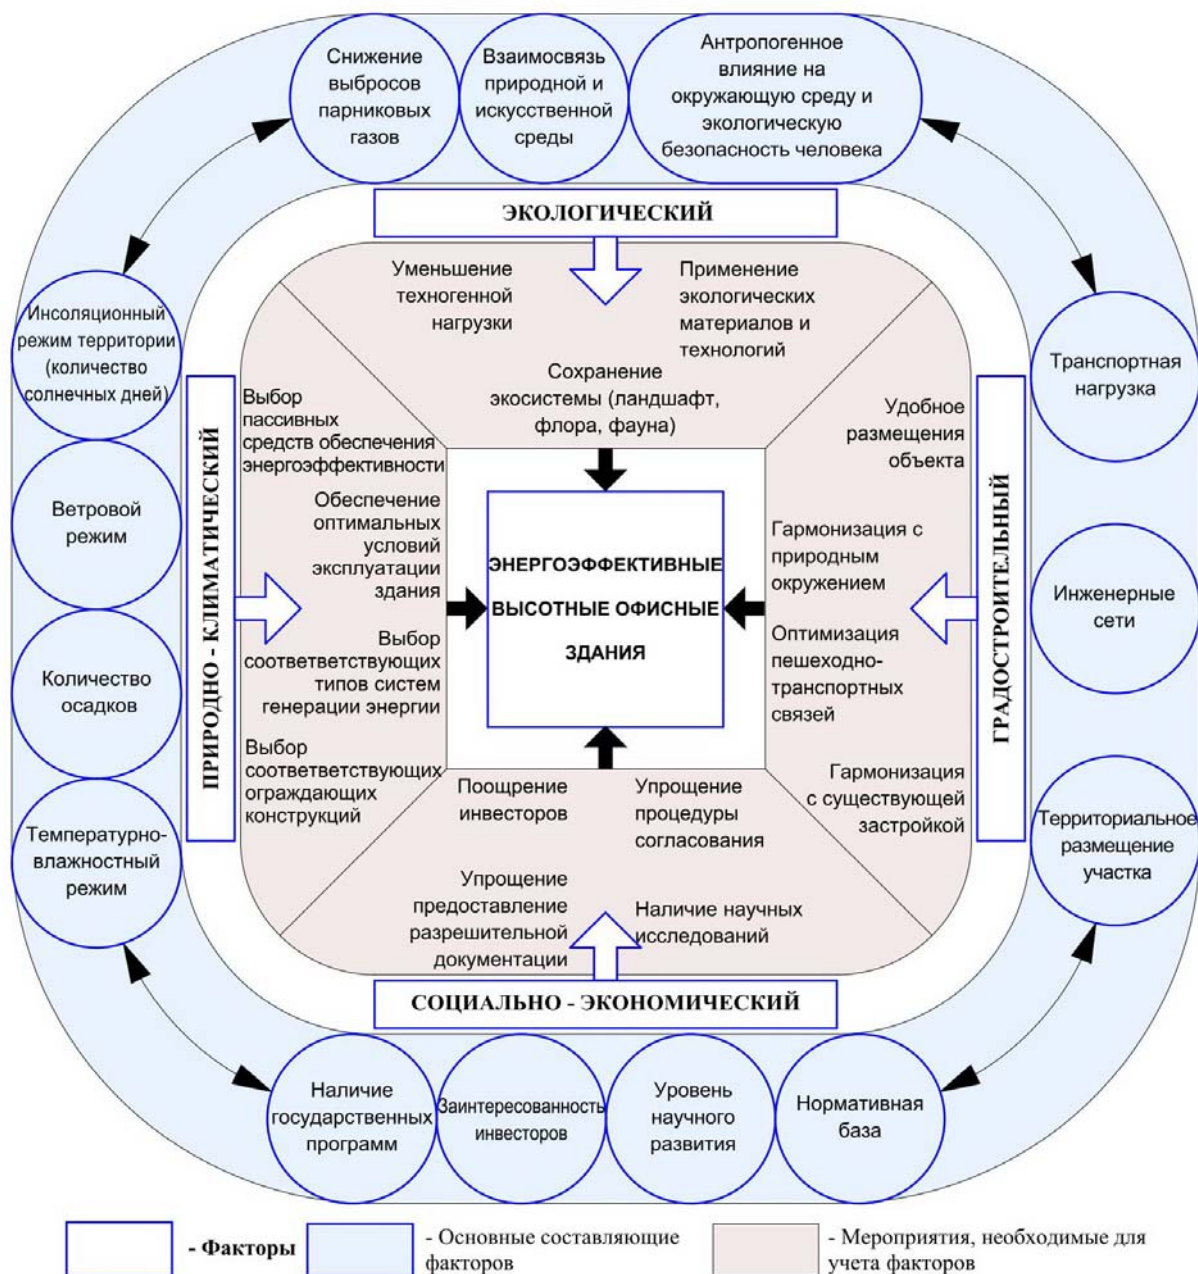 Снижение
выбросов
парниковых
газов
Взаимосвязь
природной и
искусственной
среды
Антропогенное
влияние на
окружающую среду и
экологическую
безопасность человека
ЭКОЛОГИЧЕСКИЙ
Уменьшение
техногенной
нагрузки
Применение
экологических
материалов и
технологий
Сохранение
экосистемы (ландшафт,
флора, фауна)
Инсоляционный
режим территории
(количество
солнечных дней)
Ветровой
режим
Количество
осадков
Температурно-
влажностный
режим
ПРИРОДНО - КЛИМАТИЧЕСКИЙ
Выбор
пассивных
средств обеспечения
энергоэффективности
Обеспечение
оптимальных
условий
эксплуатации
здания
Выбор
соответветствующих
типов систем
генерации энергии
Выбор
соответветствующих
ограждающих
конструкций
ЭНЕРГОЭФФЕКТИВНЫЕ
ВЫСОТНЫЕ ОФИСНЫЕ
ЗДАНИЯ
Удобное
размещения
объекта
Гармонизация с
природным
окружением
Оптимизация
пешеходно-
транспортных
связей
Гармонизация
с существующей
застройкой
ГРАДОСТРОИТЕЛЬНЫЙ
Транспортная
нагрузка
Инженерные
сети
Территориальное
размещение
участка
Поощрение
инвесторов
Упрощение
процедуры
согласования
Упрощение
предоставление
разрешительной
документации
Наличие научных
исследований
СОЦИАЛЬНО - ЭКОНОМИЧЕСКИЙ
Наличие
государственных
программ
Заинтересованность
инвесторов
Уровень
научного
развития
Нормативная
база
- Факторы
- Основные составляющие
факторов
- Мероприятия, необходимые для
учета факторов